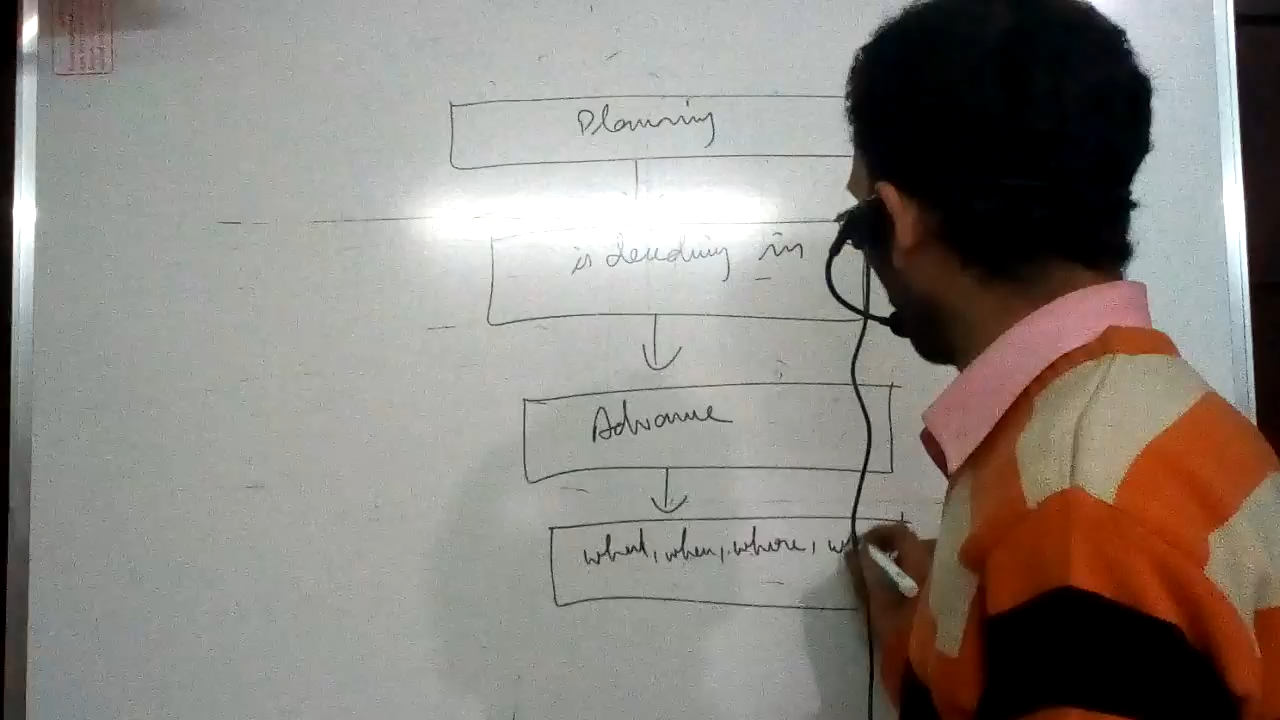 Planning
is deciding in
Advance
what, when, where, w